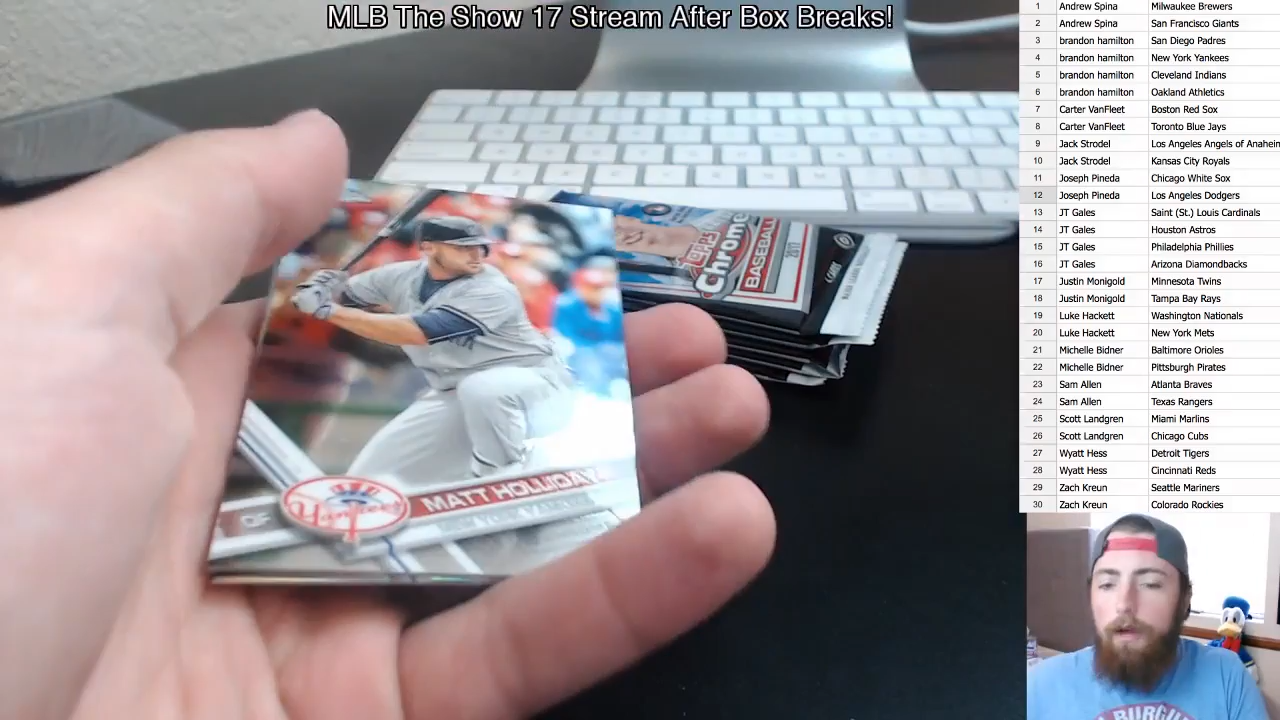 MLB The Show 17 Stream After Box Breaks!
1 Andrew Spina Milwaukee Brewers
2 Andrew Spina San Francisco Giants
3 brandon hamilton San Diego Padres
4 brandon hamilton New York Yankees
5 brandon hamilton Cleveland Indians
6 brandon hamilton Oakland Athletics
7 Carter VanFleet Boston Red Sox
8 Carter VanFleet Toronto Blue Jays
9 Jack Strodel Los Angeles Angels of Anaheim
10 Jack Strodel Kansas City Royals
11 Joseph Pineda Chicago White Sox
12 Joseph Pineda Los Angeles Dodgers
13 JT Gales Saint (St.) Louis Cardinals
14 JT Gales Houston Astros
15 JT Gales Philadelphia Phillies
16 JT Gales Arizona Diamondbacks
17 Justin Monigold Minnesota Twins
18 Justin Monigold Tampa Bay Rays
19 Luke Hackett Washington Nationals
20 Luke Hackett New York Mets
21 Michelle Bidner Baltimore Orioles
22 Michelle Bidner Pittsburgh Pirates
23 Sam Allen Atlanta Braves
24 Sam Allen Texas Rangers
25 Scott Landgren Miami Marlins
26 Scott Landgren Chicago Cubs
27 Wyatt Hess Detroit Tigers
28 Wyatt Hess Cincinnati Reds
29 Zach Kreun Seattle Mariners
30 Zach Kreun Colorado Rockies
Topps
Chrome
BASEBALL
2017
CARDS
MATT HOLLIDAY
OF
Yankees
BURGH